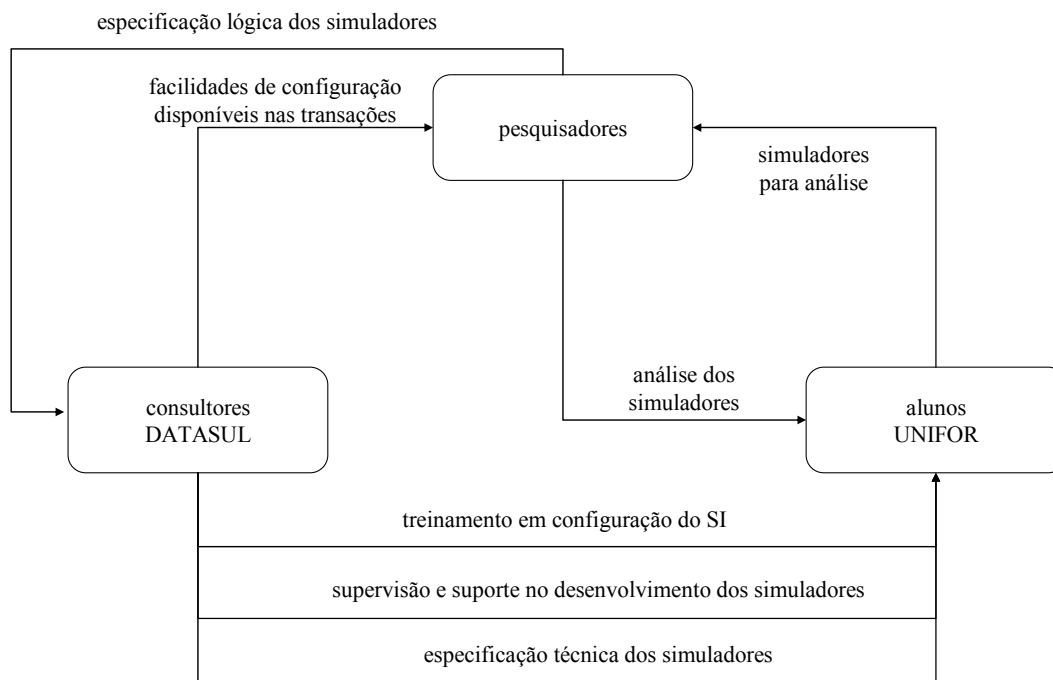 especificação lógica dos simuladores
facilidades de configuração
disponíveis nas transações
pesquisadores
simuladores
para análise
análise dos
simuladores
consultores
DATASUL
alunos
UNIFOR
treinamento em configuração do SI
supervisão e suporte no desenvolvimento dos simuladores
especificação técnica dos simuladores